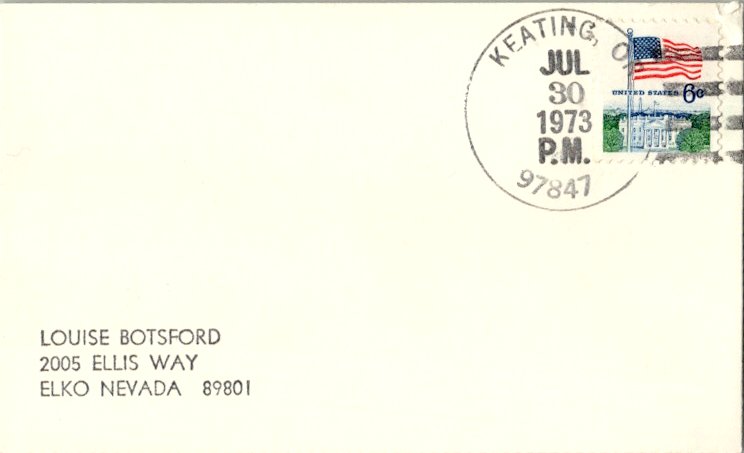 KEATING, O
JUL
30
1973
P.M.
97847
UNITED STATES 6c
LOUISE BOTSFORD
2005 ELLIS WAY
ELKO NEVADA 89801